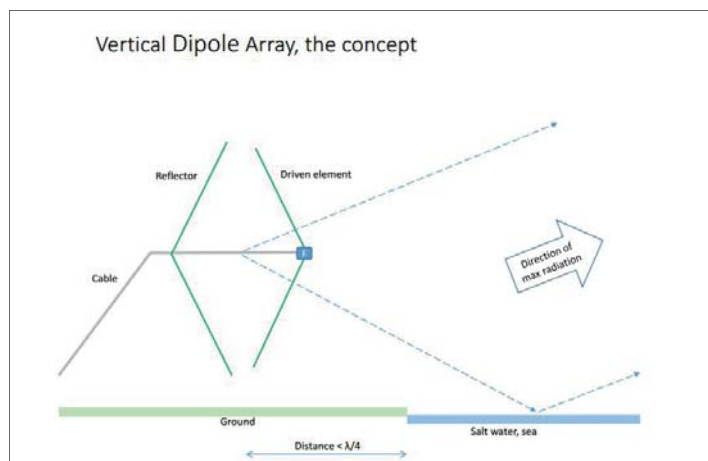 Vertical Dipole Array, the concept
Reflector
Driven element
Cable
Direction of
max radiation
Ground
Salt water, sea
Distance < λ/4